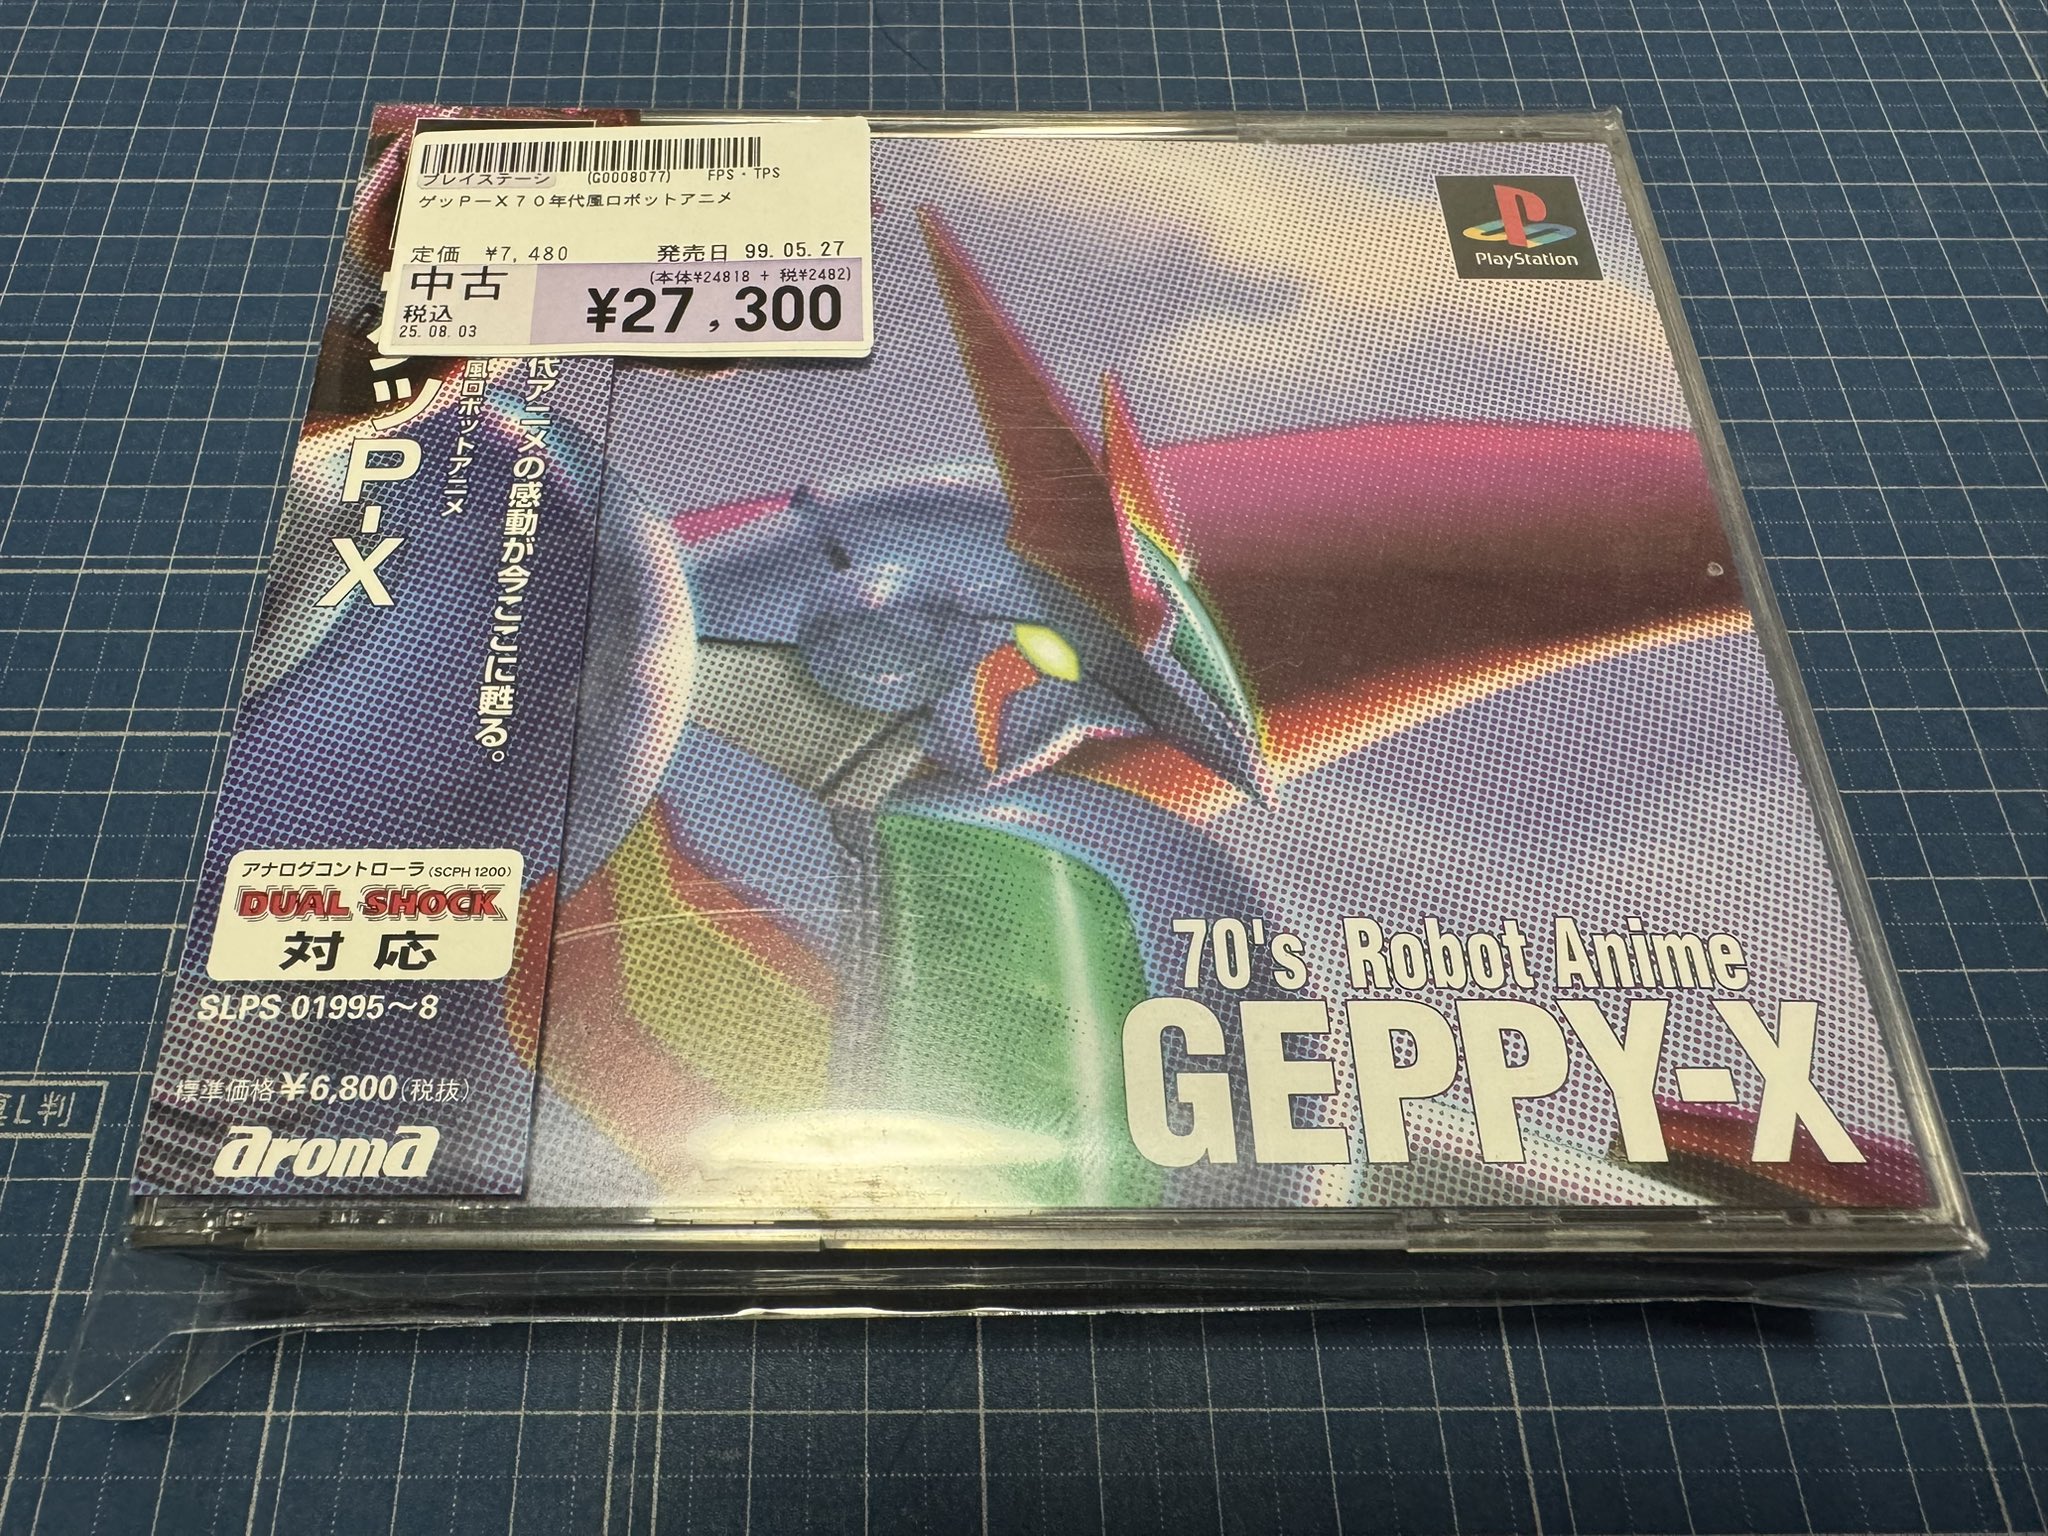 プレイステーシ (G0008077) FPS・TPS
ゲッP－X70年代風ロボットアニメ
定価 ¥7,480 発売日 99.05.27
中古 (本体¥24818 + 税¥2482)
税込 ¥27,300
25.08.03
PlayStation
ゲッP-X
風ロボットアニメ
代アニメの感動が今ここに甦る。
アナログコントローラ(SCPH 1200)
DUAL SHOCK
対応
SLPS 01995〜8
標準価格¥6,800(税抜)
aroma
70's Robot Anime
GEPPY-X